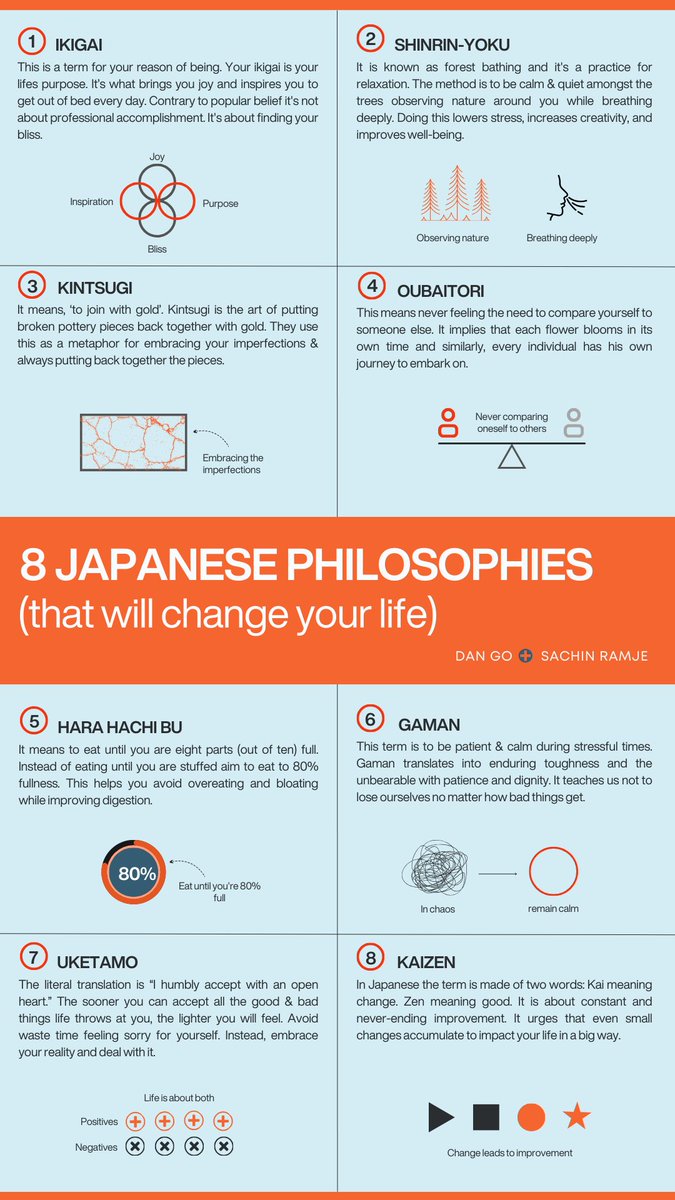 1 IKIGAI
This is a term for your reason of being. Your ikigai is your
lifes purpose. It's what brings you joy and inspires you to
get out of bed every day. Contrary to popular belief it's not
about professional accomplishment. It's about finding your
bliss.
Joy
Inspiration
Purpose
Bliss
2 SHINRIN-YOKU
It is known as forest bathing and it's a practice for
relaxation. The method is to be calm & quiet amongst the
trees observing nature around you while breathing
deeply. Doing this lowers stress, increases creativity, and
improves well-being.
Observing nature
Breathing deeply
3 KINTSUGI
It means, ‘to join with gold’. Kintsugi is the art of putting
broken pottery pieces back together with gold. They use
this as a metaphor for embracing your imperfections &
always putting back together the pieces.
Embracing the
imperfections
4 OUBAITORI
This means never feeling the need to compare yourself to
someone else. It implies that each flower blooms in its
own time and similarly, every individual has his own
journey to embark on.
Never comparing
oneself to others
8 JAPANESE PHILOSOPHIES
(that will change your life)
DAN GO + SACHIN RAMJE
5 HARA HACHI BU
It means to eat until you are eight parts (out of ten) full.
Instead of eating until you are stuffed aim to eat to 80%
fullness. This helps you avoid overeating and bloating
while improving digestion.
80%
Eat until you're 80%
full
6 GAMAN
This term is to be patient & calm during stressful times.
Gaman translates into enduring toughness and the
unbearable with patience and dignity. It teaches us not to
lose ourselves no matter how bad things get.
In chaos
remain calm
7 UKETAMO
The literal translation is “I humbly accept with an open
heart.” The sooner you can accept all the good & bad
things life throws at you, the lighter you will feel. Avoid
waste time feeling sorry for yourself. Instead, embrace
your reality and deal with it.
Life is about both
Positives
Negatives
8 KAIZEN
In Japanese the term is made of two words: Kai meaning
change. Zen meaning good. It is about constant and
never-ending improvement. It urges that even small
changes accumulate to impact your life in a big way.
Change leads to improvement